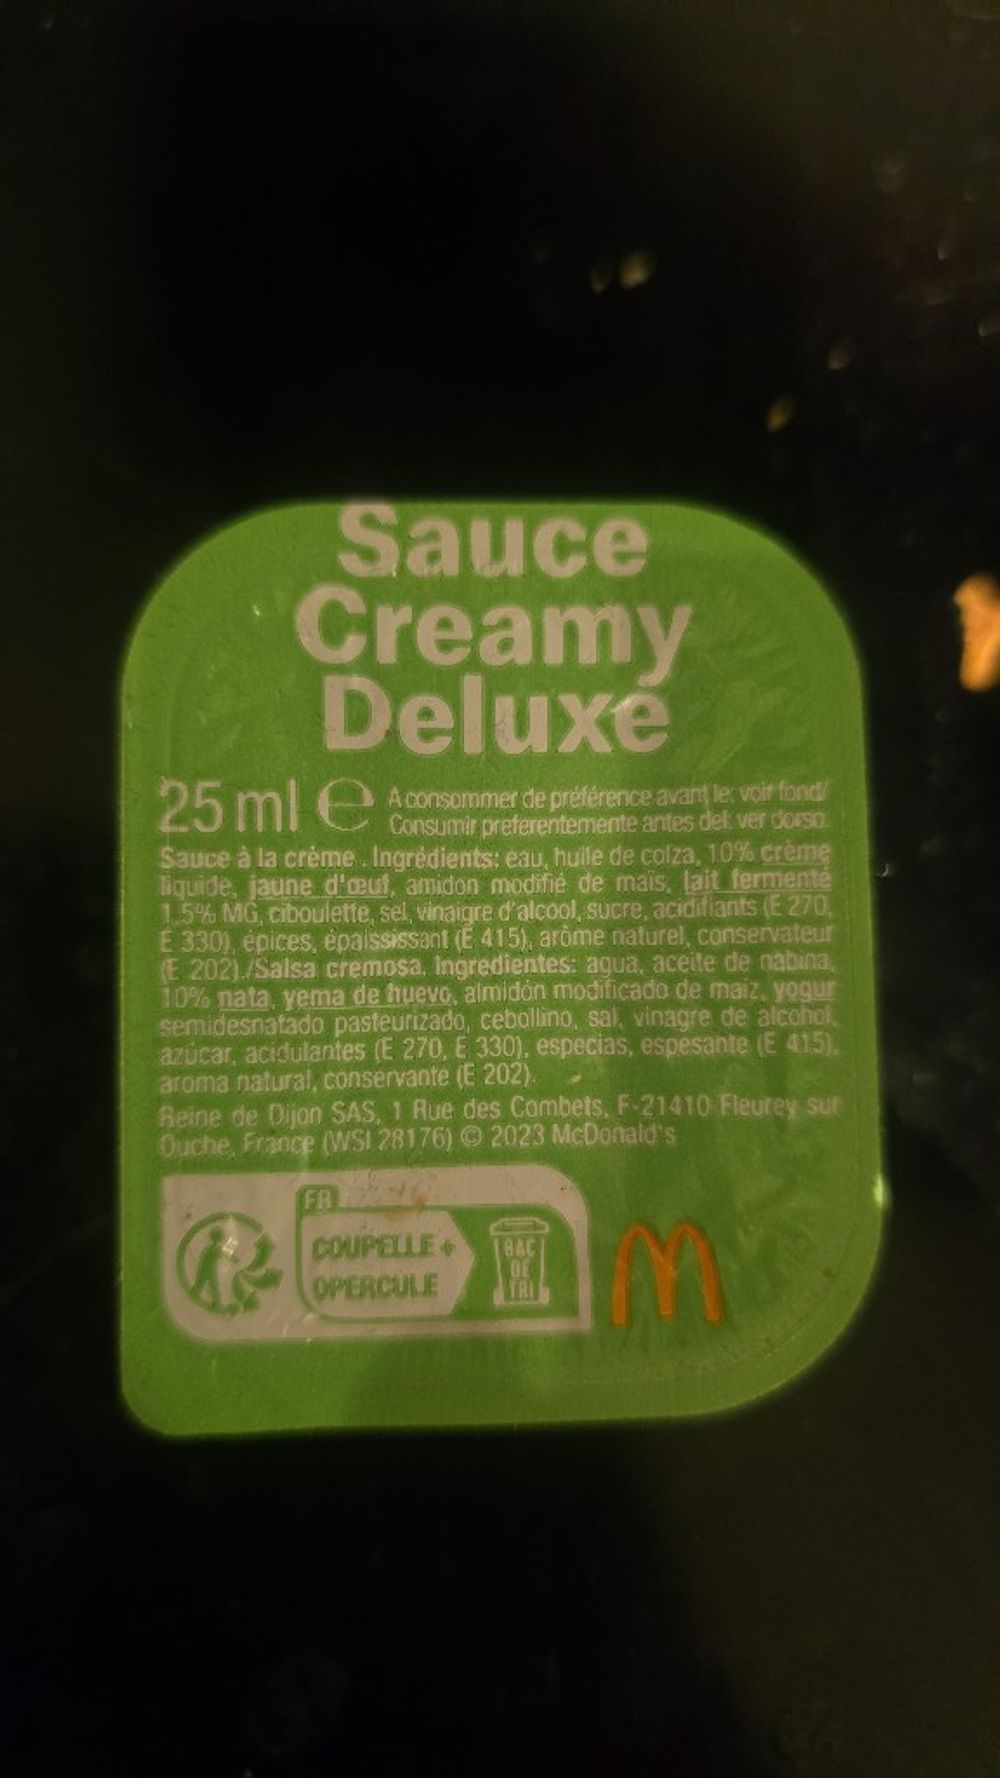 Sauce
Creamy
Deluxe
25 ml e A consommer de préférence avant le: voir fond/
Consumir preferentemente antes del: ver dorso.
Sauce à la crème. Ingrédients: eau, huile de colza, 10% crème
liquide, jaune d'œuf, amidon modifié de maïs, lait fermenté
1.5% MG, ciboulette, sel, vinaigre d'alcool, sucre, acidifiants (E 270,
E 330), épices, épaississant (E 415), arôme naturel, conservateur
(E 202)./Salsa cremosa. Ingredientes: agua, aceite de nabina,
10% nata, yema de huevo, almidón modificado de maíz, yogur
semidesnatado pasteurizado, cebollino, sal, vinagre de alcohol,
azúcar, acidulantes (E 270, E 330), especias, espesante (E 415),
aroma natural, conservante (E 202).
Reine de Dijon SAS, 1 Rue des Combets, F-21410 Fleurey sur
Ouche, France (WSI 28176) © 2023 McDonald's
FR
COUPELLE +
OPERCULE
BAC
DE
TRI
M